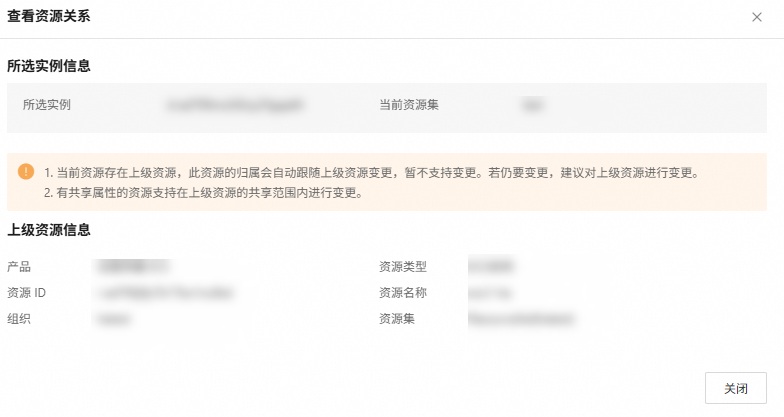 查看资源关系
所选实例信息
所选实例 当前资源集
1. 当前资源存在上级资源，此资源的归属会自动跟随上级资源变更，暂不支持变更。若仍要变更，建议对上级资源进行变更。
2. 有共享属性的资源支持在上级资源的共享范围内进行变更。
上级资源信息
产品 资源类型
资源 ID 资源名称
组织 资源集
关闭